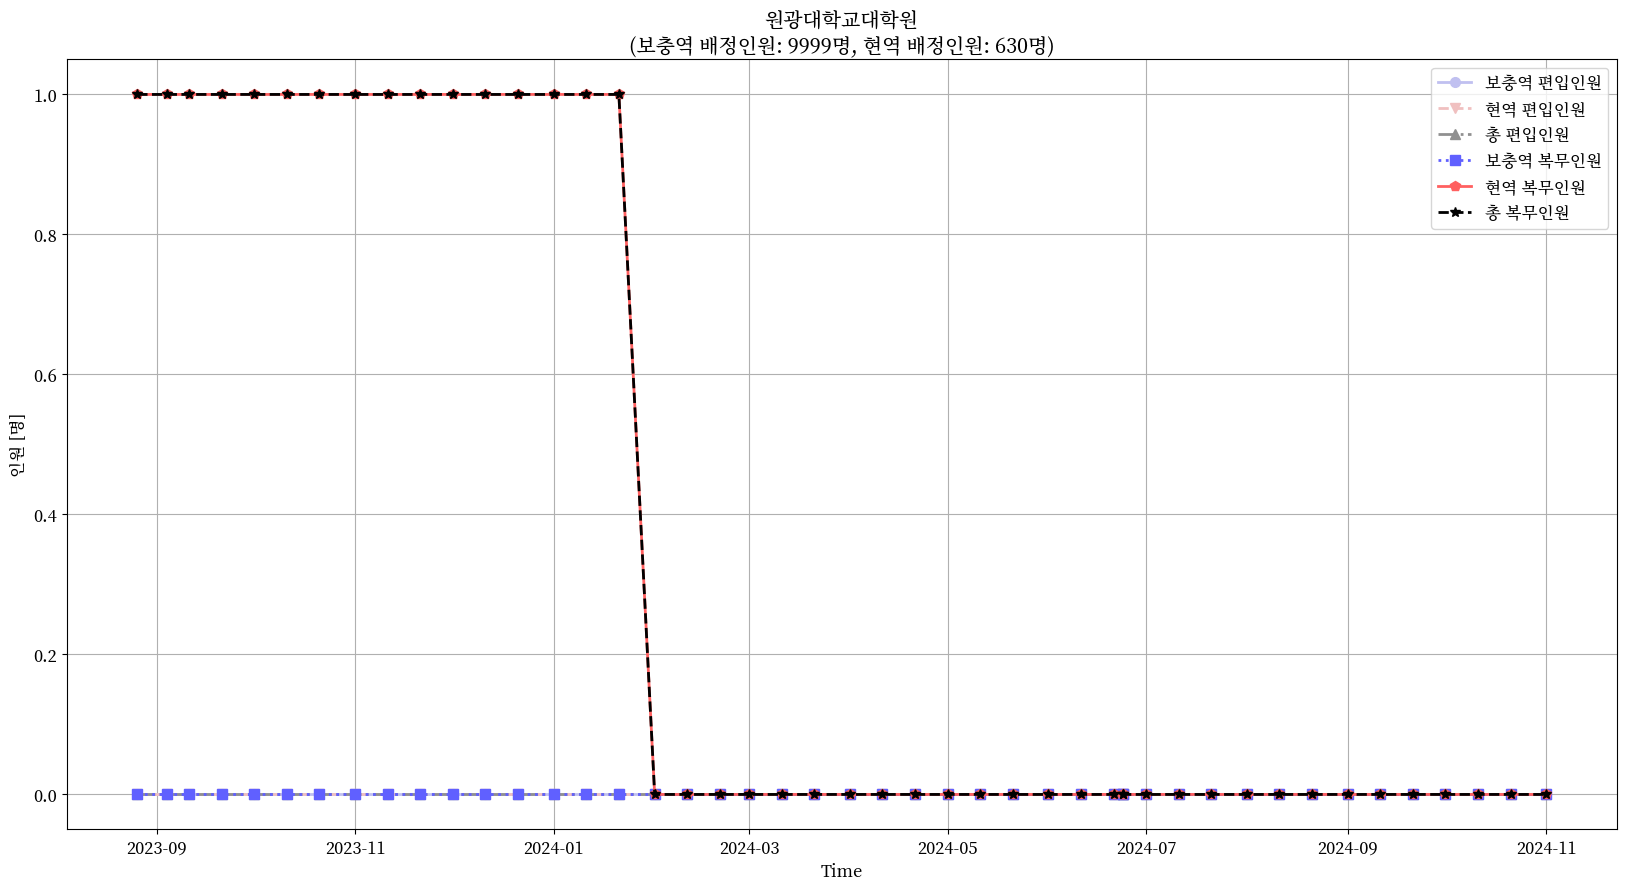 원광대학교대학원
(보충역 배정인원: 9999명, 현역 배정인원: 630명)
보충역 편입인원
현역 편입인원
총 편입인원
보충역 복무인원
현역 복무인원
총 복무인원
인원 [명]
1.0
0.8
0.6
0.4
0.2
0.0
2023-09
2023-11
2024-01
2024-03
2024-05
2024-07
2024-09
2024-11
Time